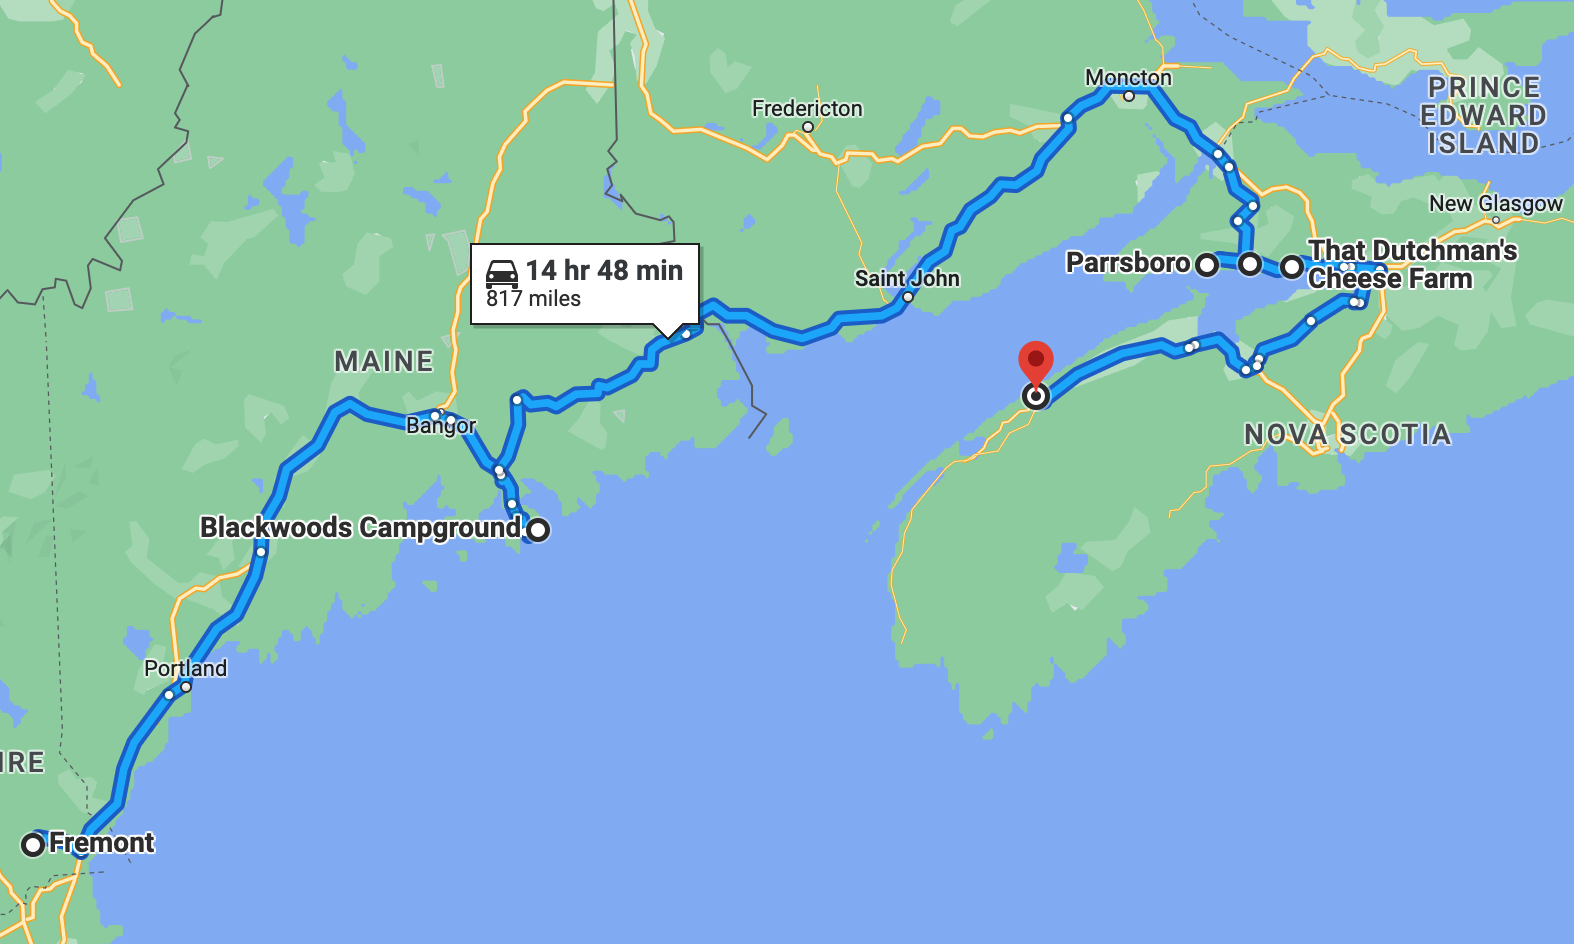 Moncton
PRINCE
EDWARD
ISLAND
Fredericton
New Glasgow
That Dutchman's
Cheese Farm
Parrsboro
14 hr 48 min
817 miles
Saint John
MAINE
Bangor
NOVA SCOTIA
Blackwoods Campground
Portland
IRE
Fremont